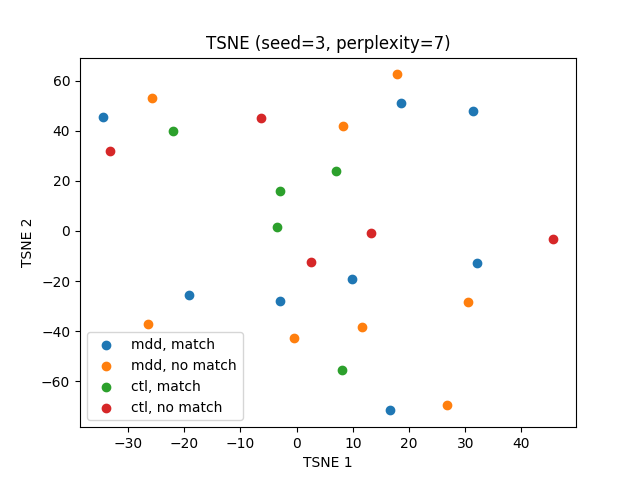 TSNE (seed=3, perplexity=7)
60
40
20
0
−20
−40
−60
TSNE 2
mdd, match
mdd, no match
ctl, match
ctl, no match
−30
−20
−10
0
10
20
30
40
TSNE 1